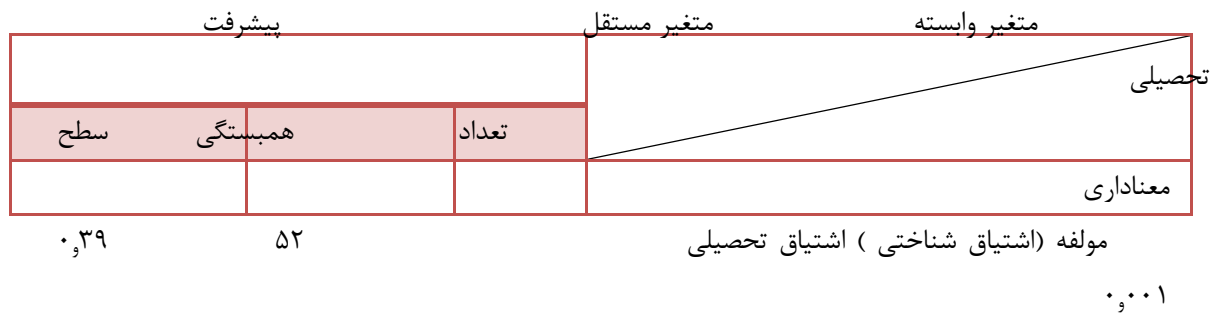 متغیر وابسته متغیر مستقل پیشرفت
تحصیلی
تعداد همبستگی سطح
معناداری
مولفه (اشتیاق شناختی ) اشتیاق تحصیلی ۵۲ ۰٫۳۹
۰٫۰۰۱